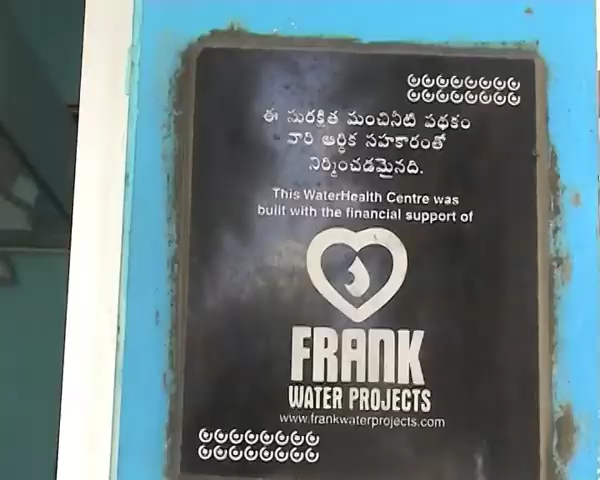 ఈ సురక్షిత మంచినీటి పథకం
వారి ఆర్థిక సహకారంతో
నిర్మించడమైనది.
This WaterHealth Centre was
built with the financial support of
FRANK
WATER PROJECTS
www.frankwaterprojects.com